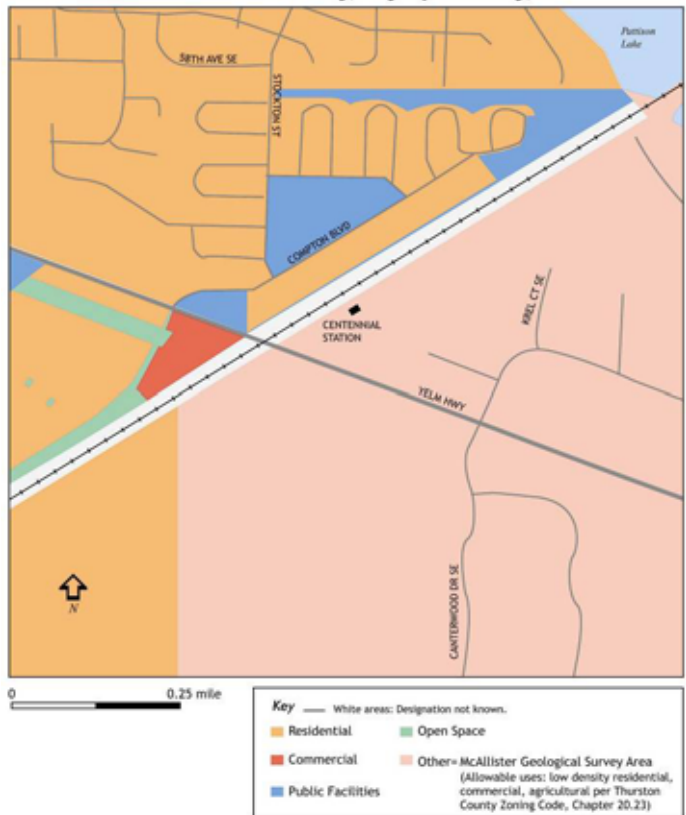 Pattison
Lake
58TH AVE SE
STOCKTON ST
COMPTON BLVD
KREL CT SE
CENTENNIAL
STATION
YELM HWY
CANTERWOOD DR SE
N
0
0.25 mile
Key
White areas: Designation not known.
Residential
Open Space
Commercial
Other= McAllister Geological Survey Area
(Allowable uses: low density residential,
commercial, agricultural per Thurston
County Zoning Code, Chapter 20.23)
Public Facilities